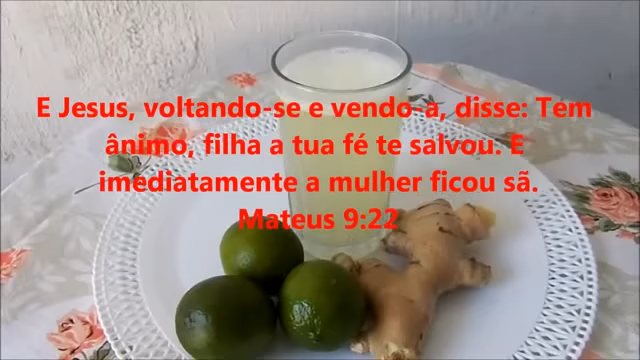 E Jesus, voltando-se e vendo-a, disse: Tem
ânimo, filha a tua fé te salvou. E
imediatamente a mulher ficou sã.
Mateus 9:22